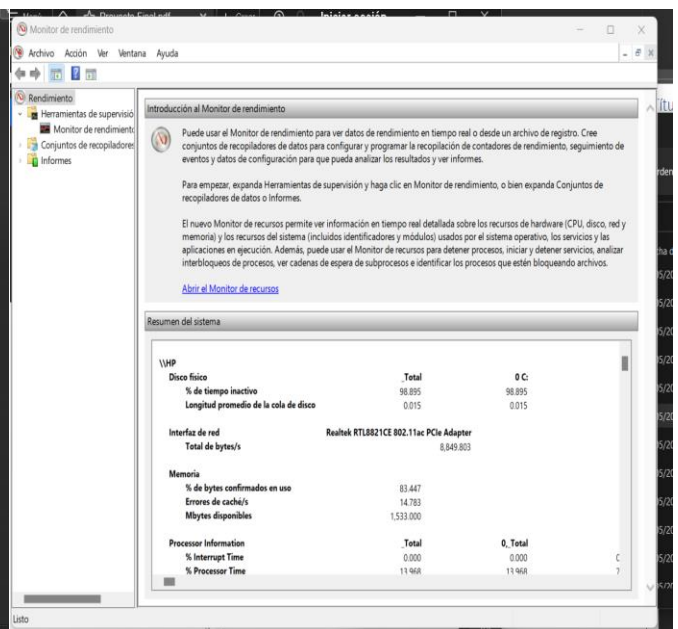 Menú
Proyecto Final.pdf
Crear
Iniciar sesión
Monitor de rendimiento
Archivo Acción Ver Ventana Ayuda
Rendimiento
Herramientas de supervisió
Monitor de rendimiento
Conjuntos de recopiladores
Informes
Introducción al Monitor de rendimiento
Puede usar el Monitor de rendimiento para ver datos de rendimiento en tiempo real o desde un archivo de registro. Cree
conjuntos de recopiladores de datos para configurar y programar la recopilación de contadores de rendimiento, seguimiento de
eventos y datos de configuración para que pueda analizar los resultados y ver informes.
Para empezar, expanda Herramientas de supervisión y haga clic en Monitor de rendimiento, o bien expanda Conjuntos de
recopiladores de datos o Informes.
El nuevo Monitor de recursos permite ver información en tiempo real detallada sobre los recursos de hardware (CPU, disco, red y
memoria) y los recursos del sistema (incluidos identificadores y módulos) usados por el sistema operativo, los servicios y las
aplicaciones en ejecución. Además, puede usar el Monitor de recursos para detener procesos, iniciar y detener servicios, analizar
interbloqueos de procesos, ver cadenas de espera de subprocesos e identificar los procesos que estén bloqueando archivos.
Abrir el Monitor de recursos
Resumen del sistema
\\HP
Disco físico _Total 0 C:
% de tiempo inactivo 98.895 98.895
Longitud promedio de la cola de disco 0.015 0.015
Interfaz de red Realtek RTL8821CE 802.11ac PCIe Adapter
Total de bytes/s 8,849.803
Memoria
% de bytes confirmados en uso 83.447
Errores de caché/s 14.783
Mbytes disponibles 1,533.000
Processor Information _Total 0,_Total
% Interrupt Time 0.000 0.000
% Processor Time 13.968 13.968
Listo